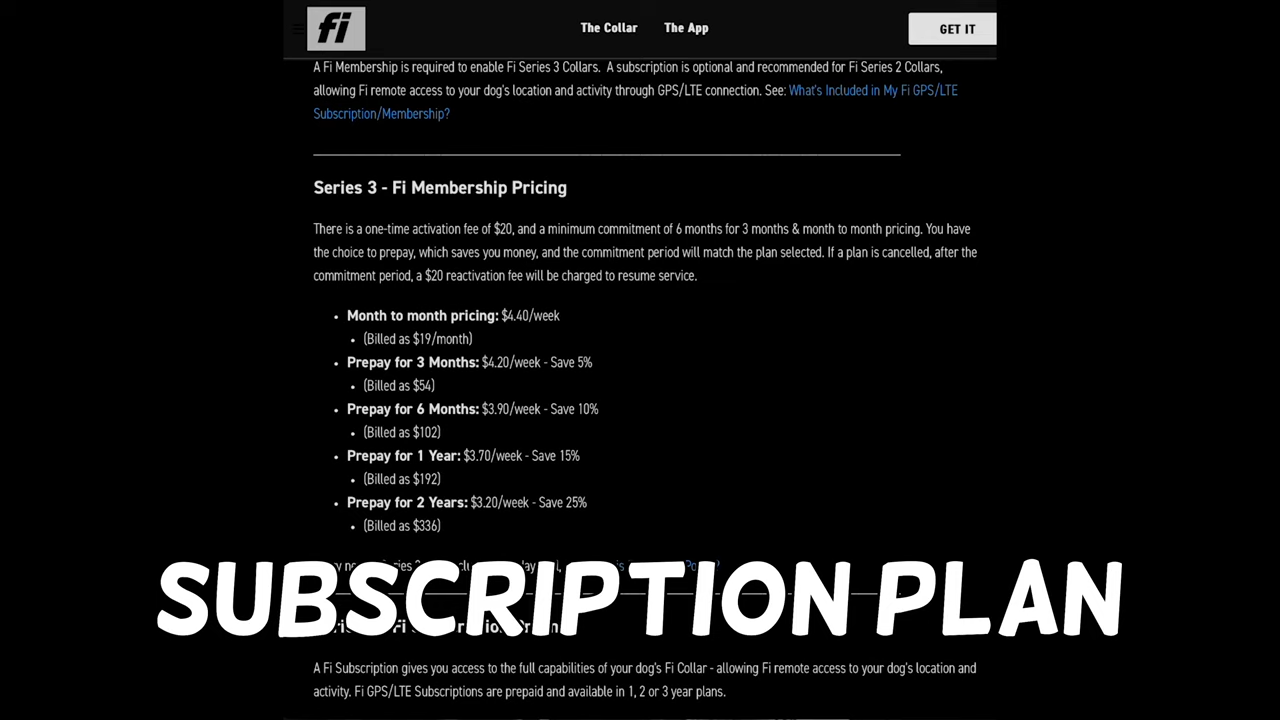 fi
The Collar
The App
GET IT
A Fi Membership is required to enable Fi Series 3 Collars. A subscription is optional and recommended for Fi Series 2 Collars,
allowing Fi remote access to your dog's location and activity through GPS/LTE connection. See: What's Included in My Fi GPS/LTE
Subscription/Membership?
Series 3 - Fi Membership Pricing
There is a one-time activation fee of $20, and a minimum commitment of 6 months for 3 months & month to month pricing. You have
the choice to prepay, which saves you money, and the commitment period will match the plan selected. If a plan is cancelled, after the
commitment period, a $20 reactivation fee will be charged to resume service.
• Month to month pricing: $4.40/week
• (Billed as $19/month)
• Prepay for 3 Months: $4.20/week - Save 5%
• (Billed as $54)
• Prepay for 6 Months: $3.90/week - Save 10%
• (Billed as $102)
• Prepay for 1 Year: $3.70/week - Save 15%
• (Billed as $192)
• Prepay for 2 Years: $3.20/week - Save 25%
• (Billed as $336)
SUBSCRIPTION PLAN
A Fi Subscription gives you access to the full capabilities of your dog's Fi Collar - allowing Fi remote access to your dog's location and
activity. Fi GPS/LTE Subscriptions are prepaid and available in 1, 2 or 3 year plans.